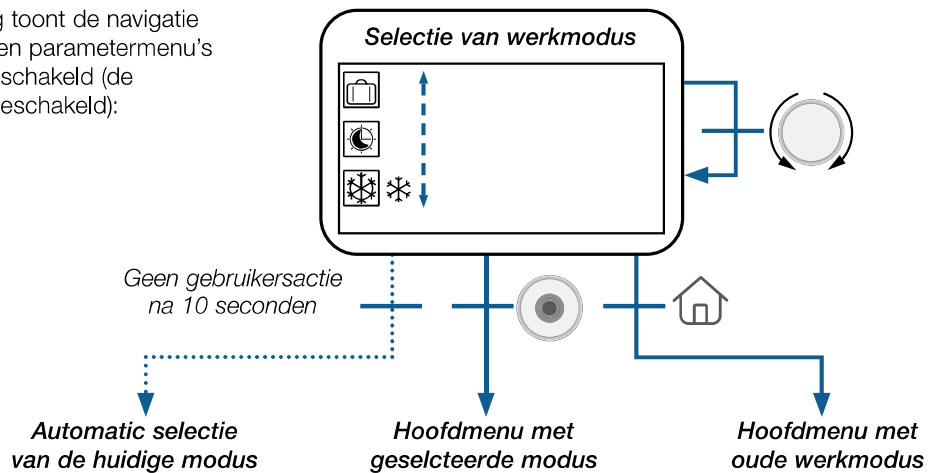 g toont de navigatie
en parametermenu's
schakeld (de
eschakeld):
Selectie van werkmodus
Geen gebruikersactie
na 10 seconden
Automatic selectie
van de huidige modus
Hoofdmenu met
geselcteerde modus
Hoofdmenu met
oude werkmodus